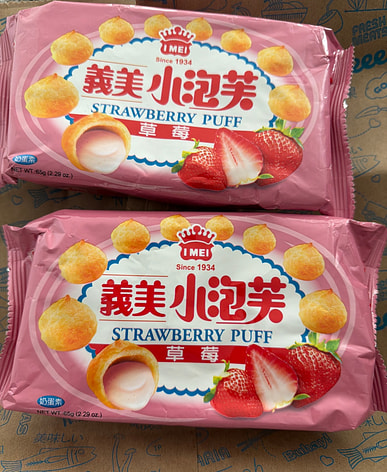 I MEI
Since 1934
義美小泡芙
STRAWBERRY PUFF
草莓
奶蛋素
NET WT. 65g (2.29 oz.)
I MEI
Since 1934
義美小泡芙
STRAWBERRY PUFF
草莓
奶蛋素
NET WT. 65g (2.29 oz.)